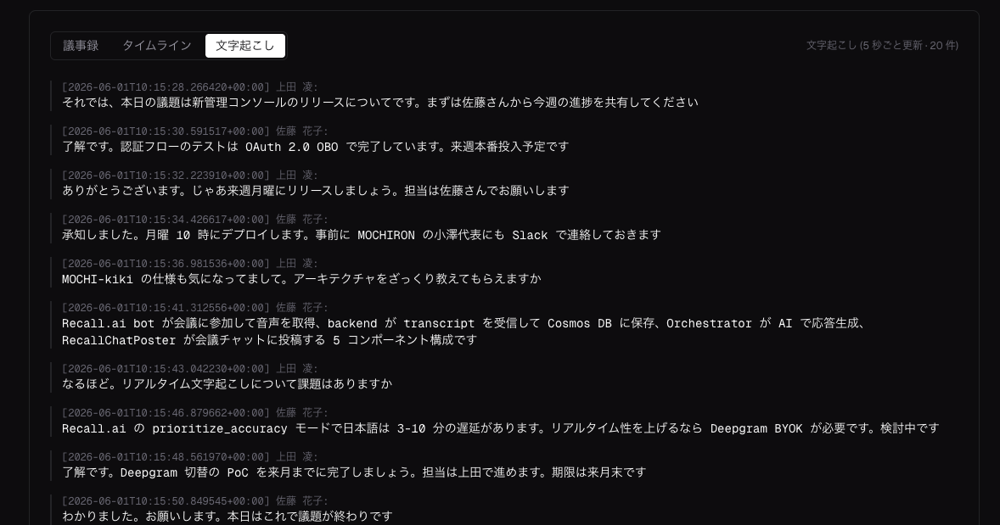 議事録 タイムライン 文字起こし 文字起こし (5 秒ごと更新 · 20 件)
[2026-06-01T10:15:28.266420+00:00] 上田 凌:
それでは、本日の議題は新管理コンソールのリリースについてです。まずは佐藤さんから今週の進捗を共有してください
[2026-06-01T10:15:30.591517+00:00] 佐藤 花子:
了解です。認証フローのテストは OAuth 2.0 OBO で完了しています。来週本番投入予定です
[2026-06-01T10:15:32.223910+00:00] 上田 凌:
ありがとうございます。じゃあ来週月曜にリリースしましょう。担当は佐藤さんでお願いします
[2026-06-01T10:15:34.426617+00:00] 佐藤 花子:
承知しました。月曜 10 時にデプロイします。事前に MOCHIRON の小澤代表にも Slack で連絡しておきます
[2026-06-01T10:15:36.981536+00:00] 上田 凌:
MOCHI-kiki の仕様も気になってまして。アーキテクチャをざっくり教えてもらえますか
[2026-06-01T10:15:41.312556+00:00] 佐藤 花子:
Recall.ai bot が会議に参加して音声を取得、backend が transcript を受信して Cosmos DB に保存、Orchestrator が AI で応答生成、
RecallChatPoster が会議チャットに投稿する 5 コンポーネント構成です
[2026-06-01T10:15:43.042230+00:00] 上田 凌:
なるほど。リアルタイム文字起こしについて課題はありますか
[2026-06-01T10:15:46.879662+00:00] 佐藤 花子:
Recall.ai の prioritize_accuracy モードで日本語は 3-10 分の遅延があります。リアルタイム性を上げるなら Deepgram BYOK が必要です。検討中です
[2026-06-01T10:15:48.561970+00:00] 上田 凌:
了解です。Deepgram 切替の PoC を来月までに完了しましょう。担当は上田で進めます。期限は来月末です
[2026-06-01T10:15:50.849545+00:00] 佐藤 花子:
わかりました。お願いします。本日はこれで議題が終わりです